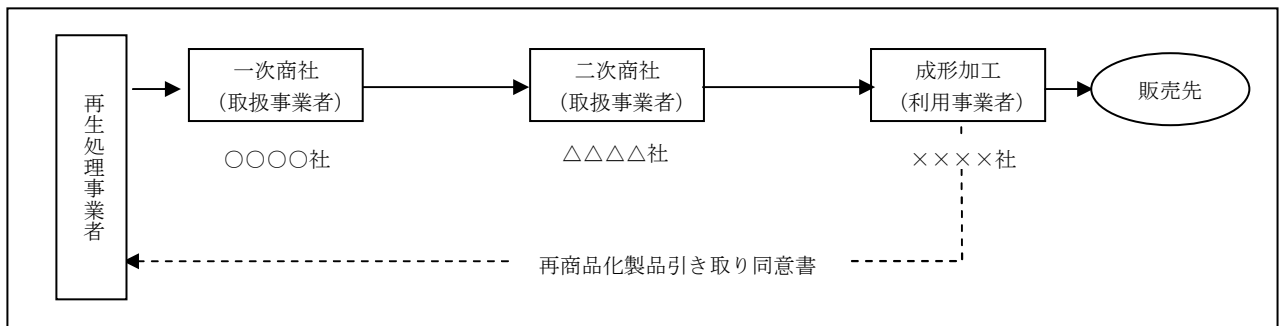 再生処理事業者
一次商社
(取扱事業者)
○○○○社
二次商社
(取扱事業者)
△△△△社
成形加工
(利用事業者)
××××社
販売先
再商品化製品引き取り同意書